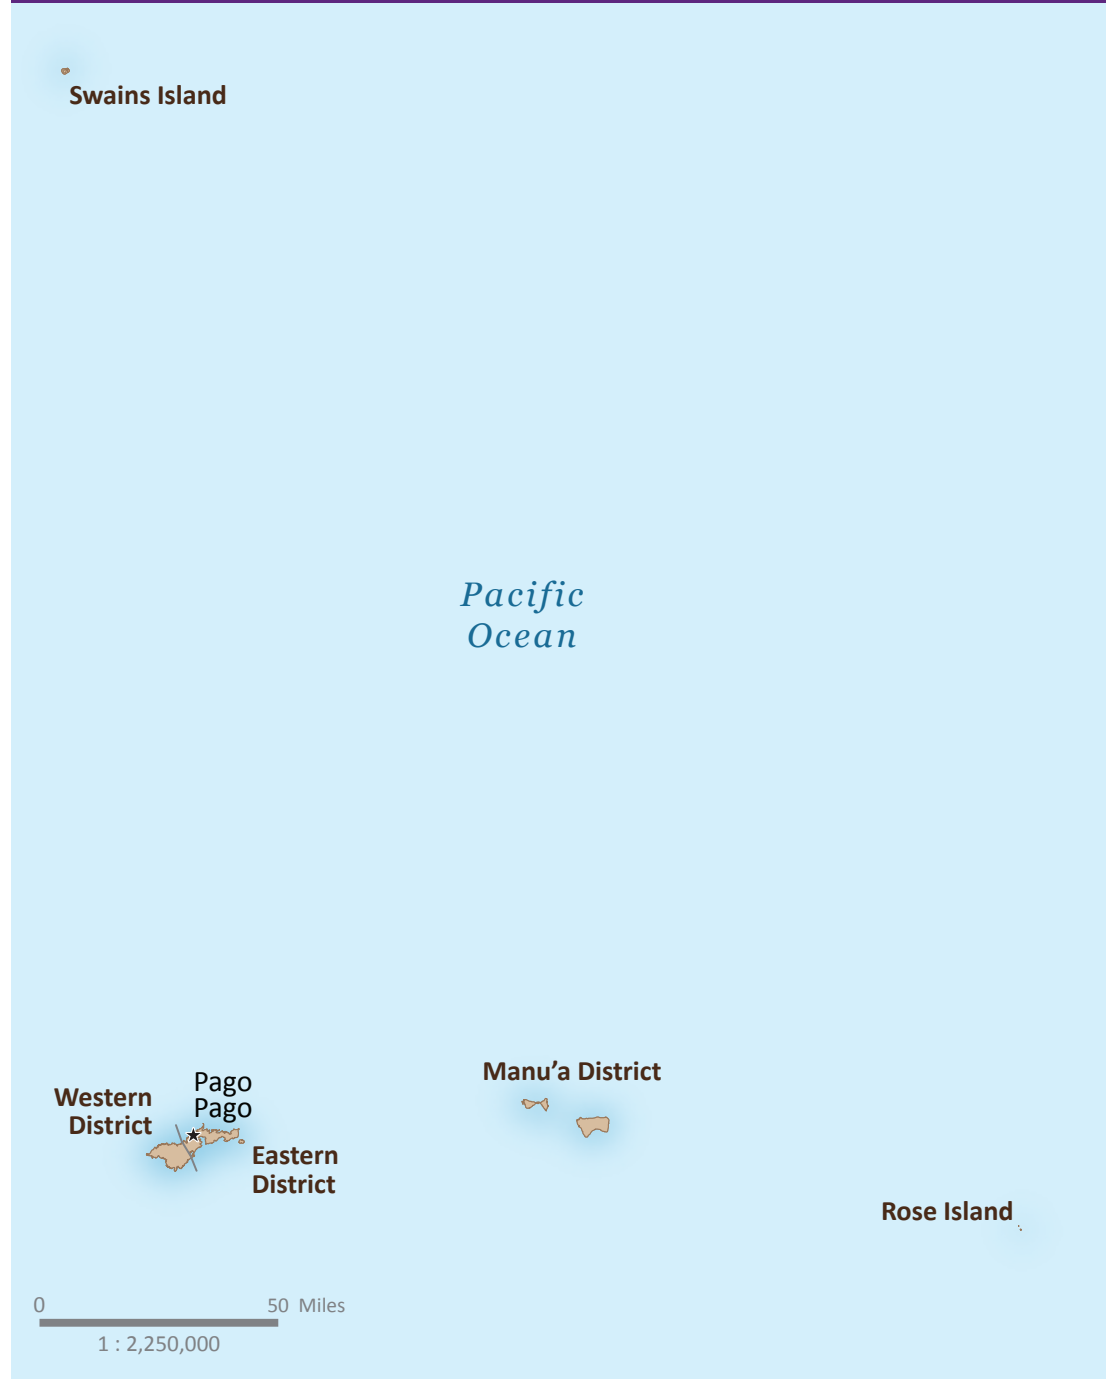 Swains Island
Pacific
Ocean
Manu’a District
Pago
Pago
Western
District
Eastern
District
Rose Island
0 50 Miles
1 : 2,250,000